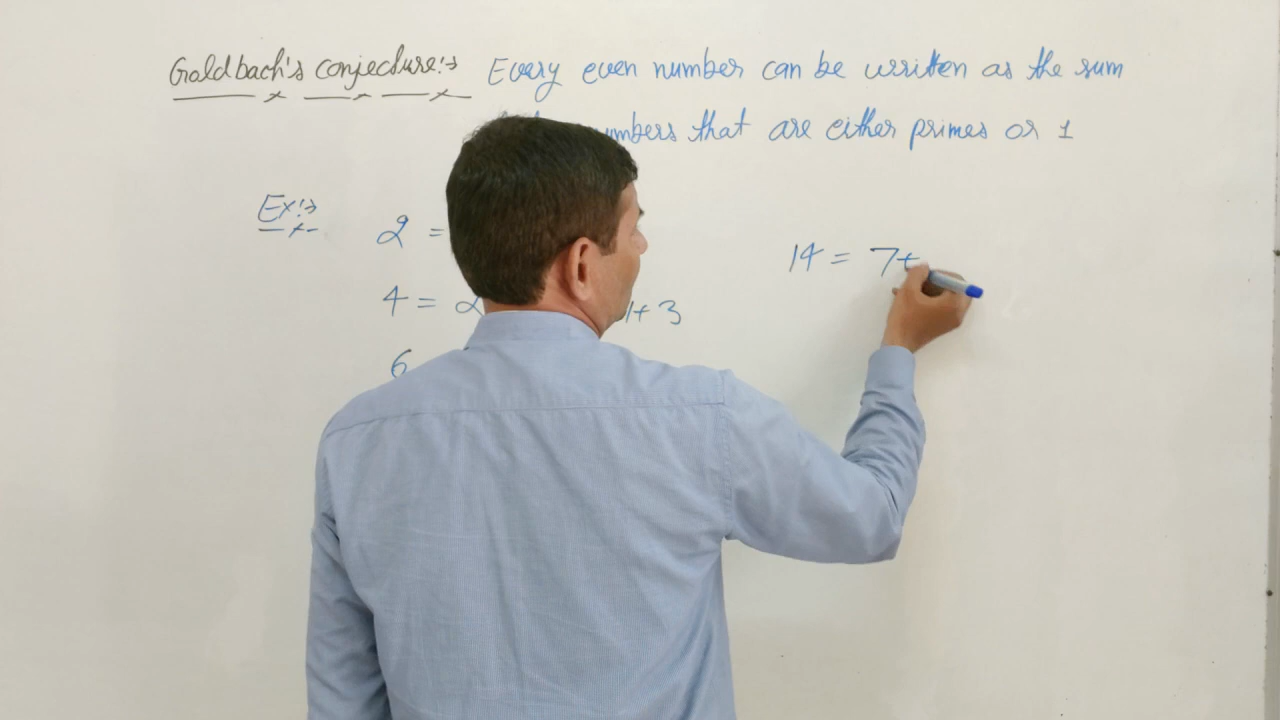 Goldbach's conjecture:→ Every even number can be written as the sum
numbers that are either primes or 1
Ex:→
2 =
4 = 2 1+3
6
14 = 7+